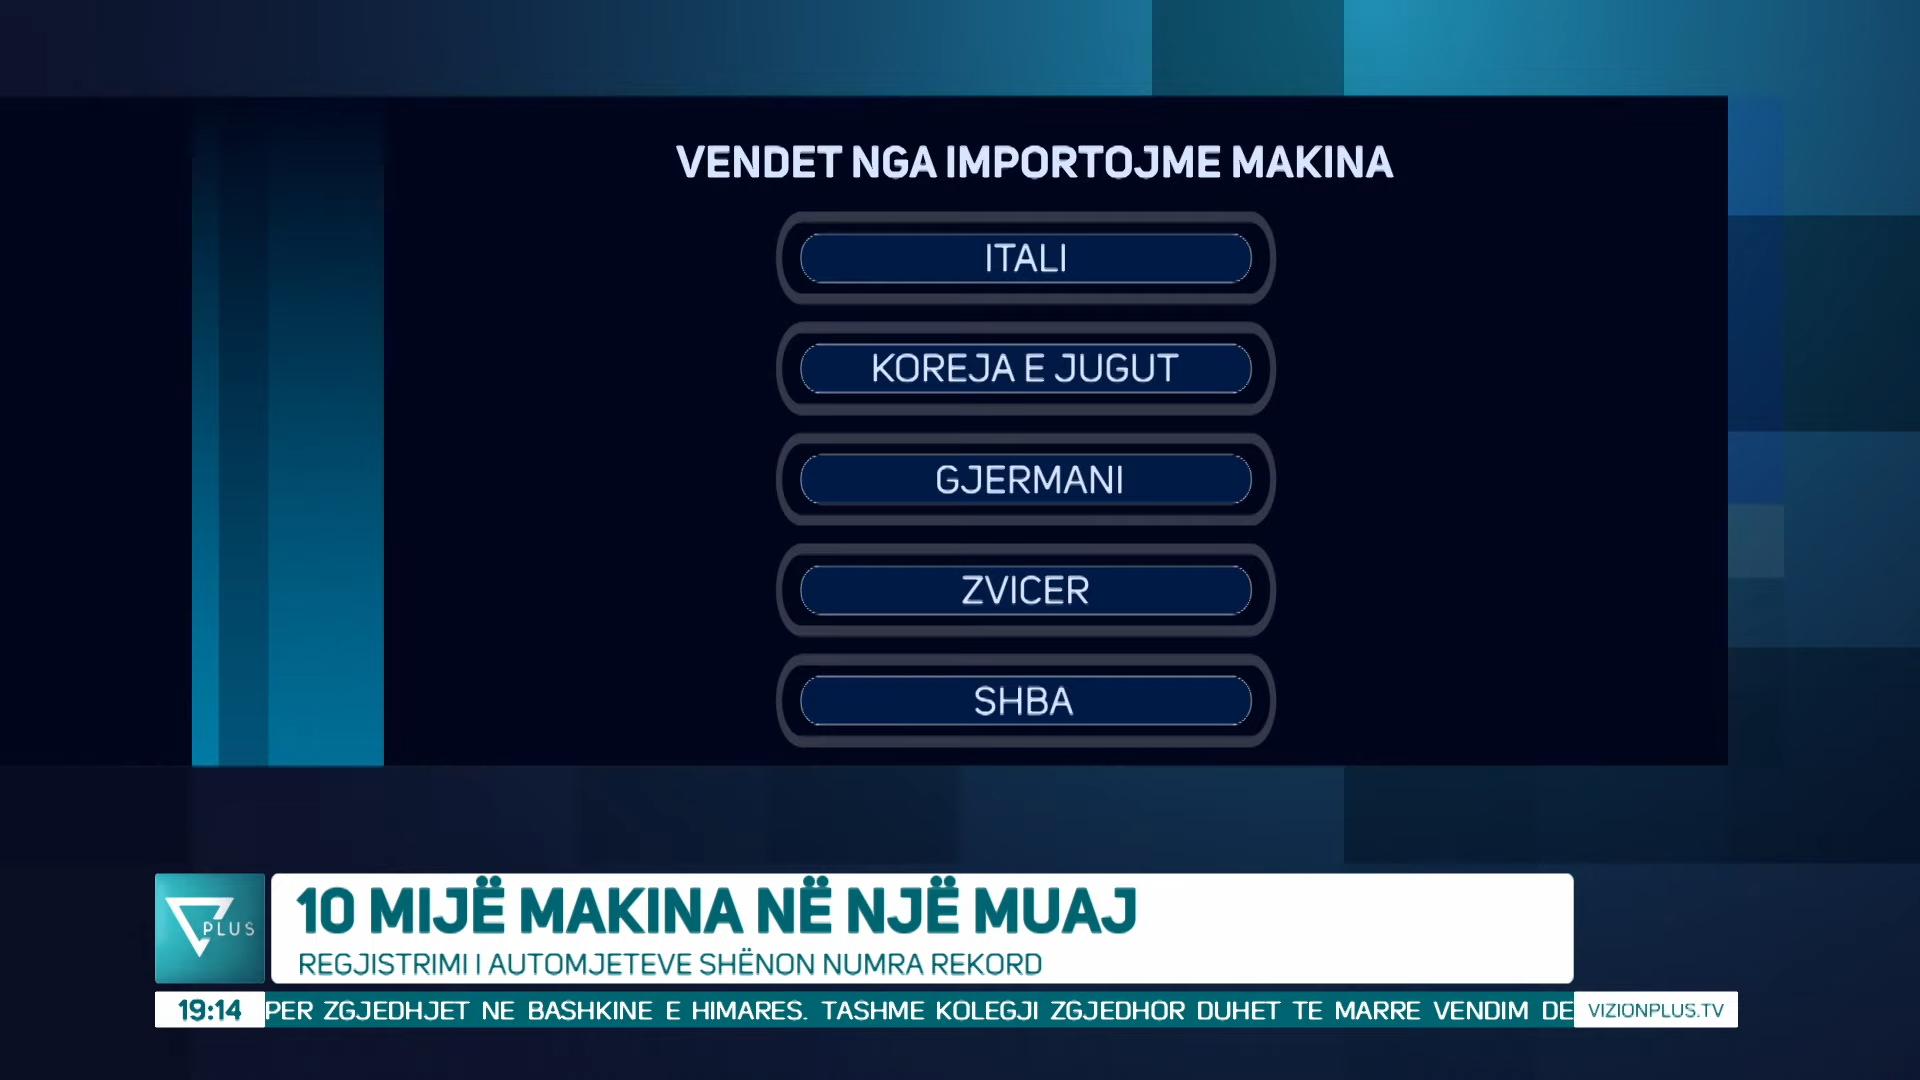 VENDET NGA IMPORTOJME MAKINA
ITALI
KOREJA E JUGUT
GJERMANI
ZVICER
SHBA
PLUS
10 MIJË MAKINA NË NJË MUAJ
REGJISTRIMI I AUTOMJETEVE SHËNON NUMRA REKORD
19:14 PER ZGJEDHJET NE BASHKINE E HIMARES. TASHME KOLEGJI ZGJEDHOR DUHET TE MARRE VENDIM DE VIZIONPLUS.TV